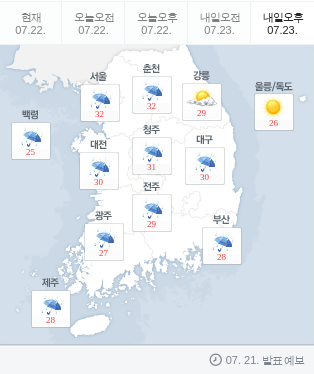 현재 오늘오전 오늘오후 내일오전 내일오후
07.22. 07.22. 07.22. 07.23. 07.23.
춘천
32
서울
32
강릉
29
울릉/독도
26
백령
25
대전
30
청주
31
대구
30
전주
29
광주
27
부산
28
제주
28
07. 21. 발표 예보